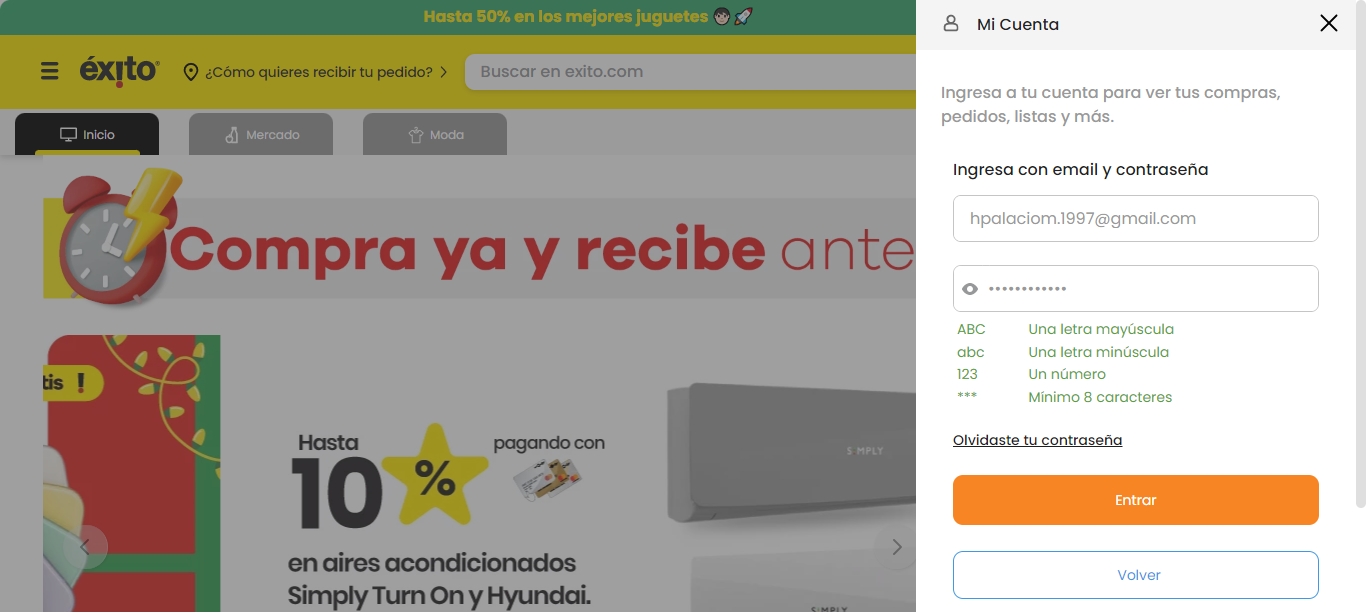 Hasta 50% en los mejores juguetes
éxito
¿Cómo quieres recibir tu pedido?
Buscar en exito.com
Inicio
Mercado
Moda
Compra ya y recibe ante
tis !
Hasta
10 %
pagando con
en aires acondicionados
Simply Turn On y Hyundai.
SIMPLY
SIMPLY
Mi Cuenta
Ingresa a tu cuenta para ver tus compras,
pedidos, listas y más.
Ingresa con email y contraseña
hpalaciom.1997@gmail.com
••••••••••••
ABC Una letra mayúscula
abc Una letra minúscula
123 Un número
*** Mínimo 8 caracteres
Olvidaste tu contraseña
Entrar
Volver